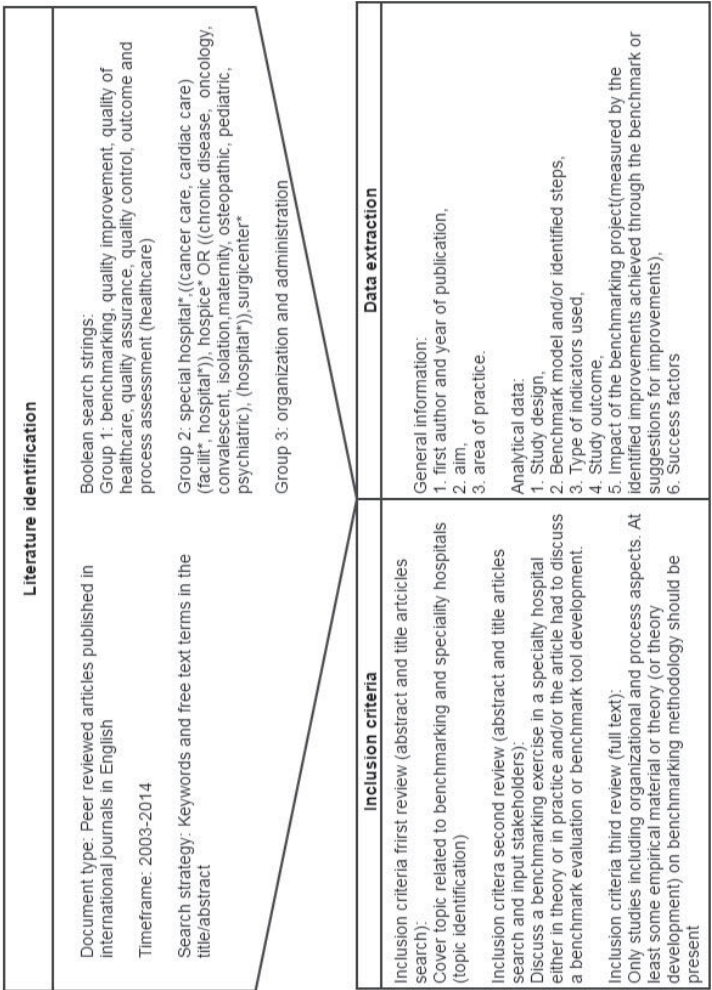 Literature identification
Document type: Peer reviewed articles published in
international journals in English
Timeframe: 2003-2014
Search strategy: Keywords and free text terms in the
title/abstract
Boolean search strings:
Group 1: benchmarking, quality improvement, quality of
healthcare, quality assurance, quality control, outcome and
process assessment (healthcare)
Group 2: special hospital*,((cancer care, cardiac care)
(facilit*, hospital*)), hospice* OR ((chronic disease, oncology,
convalescent, isolation,maternity, osteopathic, pediatric,
psychiatric), (hospital*)),surgicenter*
Group 3: organization and administration
Inclusion criteria
Inclusion criteria frirst review (abstract and title artcicles
search):
Cover topic related to benchmarking and speciality hospitals
(topic identification)
Inclusion critera second review (abstract and title articles
search and input stakeholders):
Discuss a benchmarking exercise in a specialty hospital
either in theory or in practice and/or the article had to discuss
a benchmark evaluation or benchmark tool development.
Inclusion criteria third review (full text):
Only studies including organizational and process aspects. At
least some empirical material or theory (or theory
development) on benchmarking methodology should be
present
Data extraction
General information:
1. first author and year of publication,
2. aim,
3. area of practice.
Analytical data:
1. Study design,
2. Benchmark model and/or identified steps,
3. Type of indicators used,
4. Study outcome,
5. Impact of the benchmarking project(measured by the
identified improvements achieved through the benchmark or
suggestions for improvements),
6. Success factors